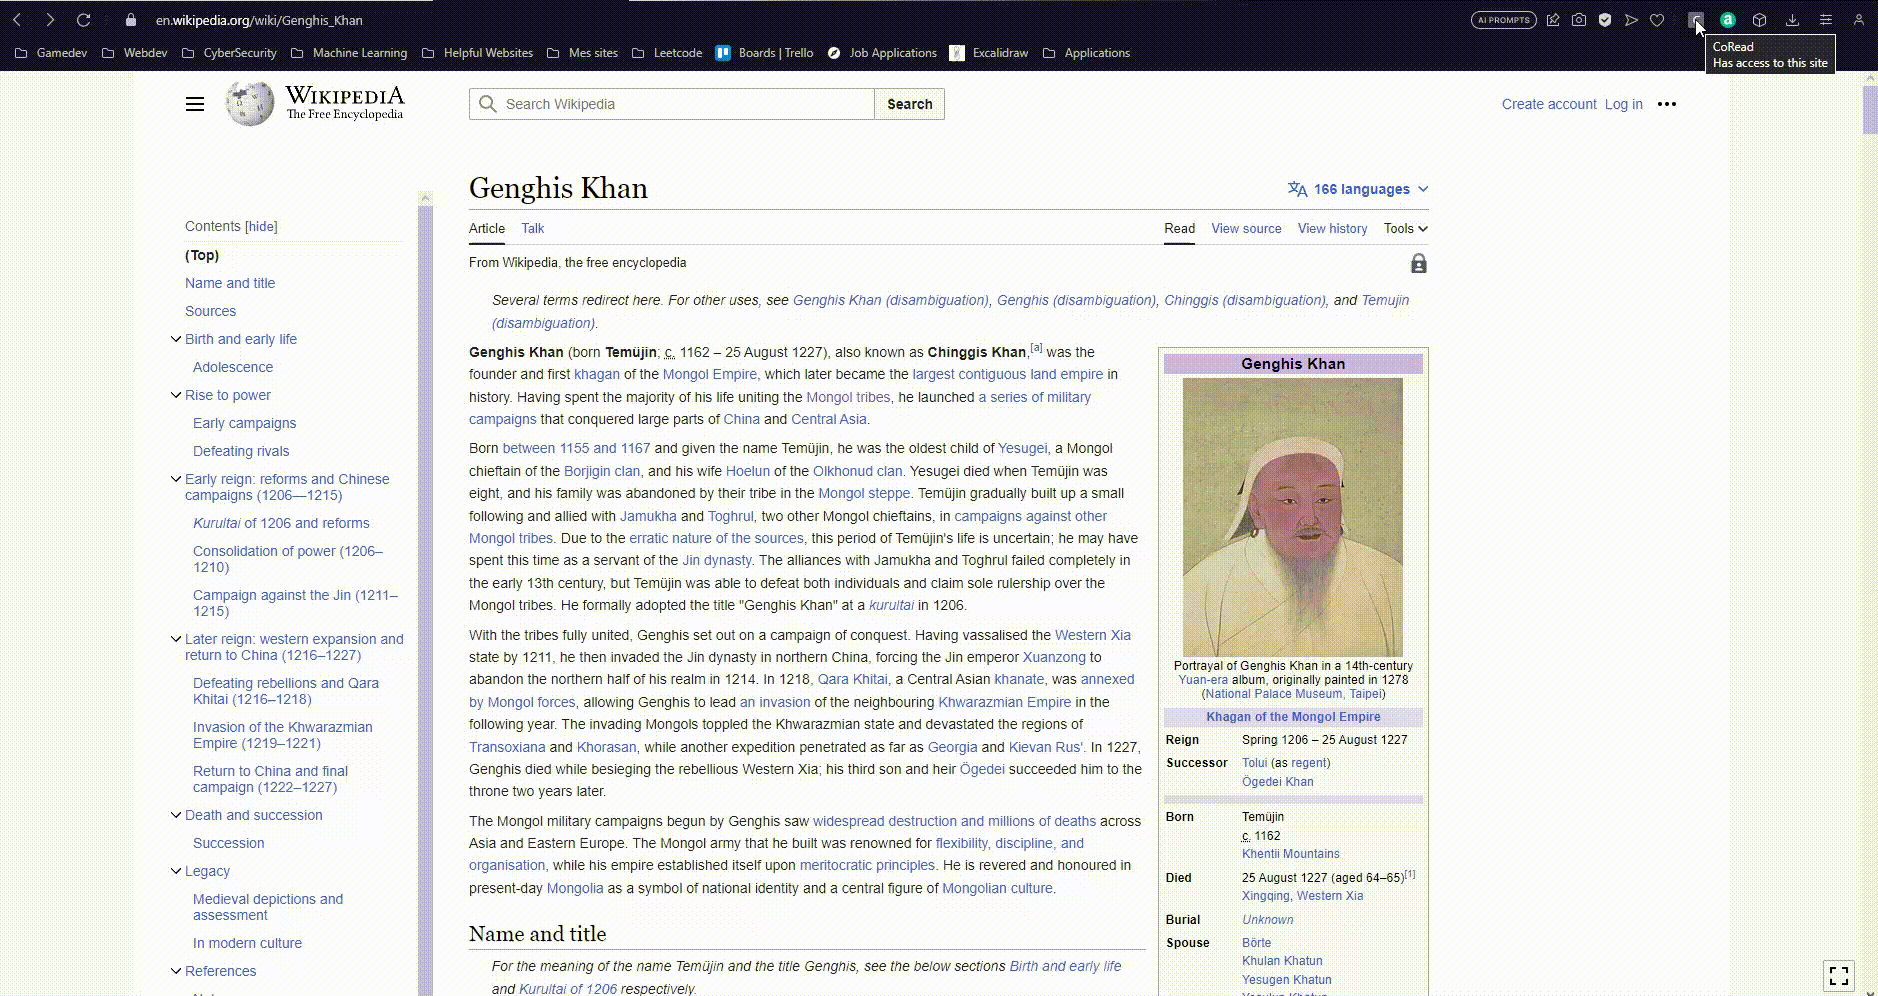 en.wikipedia.org/wiki/Genghis_Khan
AI PROMPTS
Gamedev
Webdev
CyberSecurity
Machine Learning
Helpful Websites
Mes sites
Leetcode
Boards | Trello
Job Applications
Excalidraw
Applications
CoRead
Has access to this site
WIKIPEDIA
The Free Encyclopedia
Search Wikipedia
Search
Create account
Log in
Contents [hide]
(Top)
Name and title
Sources
Birth and early life
Adolescence
Rise to power
Early campaigns
Defeating rivals
Early reign: reforms and Chinese
campaigns (1206—1215)
Kurultai of 1206 and reforms
Consolidation of power (1206–
1210)
Campaign against the Jin (1211–
1215)
Later reign: western expansion and
return to China (1216–1227)
Defeating rebellions and Qara
Khitai (1216–1218)
Invasion of the Khwarazmian
Empire (1219–1221)
Return to China and final
campaign (1222–1227)
Death and succession
Succession
Legacy
Medieval depictions and
assessment
In modern culture
References
Genghis Khan
166 languages
Article
Talk
Read
View source
View history
Tools
From Wikipedia, the free encyclopedia
Several terms redirect here. For other uses, see Genghis Khan (disambiguation), Genghis (disambiguation), Chinggis (disambiguation), and Temujin
(disambiguation).
Genghis Khan (born Temüjin; c. 1162 – 25 August 1227), also known as Chinggis Khan,[a] was the
founder and first khagan of the Mongol Empire, which later became the largest contiguous land empire in
history. Having spent the majority of his life uniting the Mongol tribes, he launched a series of military
campaigns that conquered large parts of China and Central Asia.
Born between 1155 and 1167 and given the name Temüjin, he was the oldest child of Yesugei, a Mongol
chieftain of the Borjigin clan, and his wife Hoelun of the Olkhonud clan. Yesugei died when Temüjin was
eight, and his family was abandoned by their tribe in the Mongol steppe. Temüjin gradually built up a small
following and allied with Jamukha and Toghrul, two other Mongol chieftains, in campaigns against other
Mongol tribes. Due to the erratic nature of the sources, this period of Temüjin's life is uncertain; he may have
spent this time as a servant of the Jin dynasty. The alliances with Jamukha and Toghrul failed completely in
the early 13th century, but Temüjin was able to defeat both individuals and claim sole rulership over the
Mongol tribes. He formally adopted the title "Genghis Khan" at a kurultai in 1206.
With the tribes fully united, Genghis set out on a campaign of conquest. Having vassalised the Western Xia
state by 1211, he then invaded the Jin dynasty in northern China, forcing the Jin emperor Xuanzong to
abandon the northern half of his realm in 1214. In 1218, Qara Khitai, a Central Asian khanate, was annexed
by Mongol forces, allowing Genghis to lead an invasion of the neighbouring Khwarazmian Empire in the
following year. The invading Mongols toppled the Khwarazmian state and devastated the regions of
Transoxiana and Khorasan, while another expedition penetrated as far as Georgia and Kievan Rus'. In 1227,
Genghis died while besieging the rebellious Western Xia; his third son and heir Ögedei succeeded him to the
throne two years later.
The Mongol military campaigns begun by Genghis saw widespread destruction and millions of deaths across
Asia and Eastern Europe. The Mongol army that he built was renowned for flexibility, discipline, and
organisation, while his empire established itself upon meritocratic principles. He is revered and honoured in
present-day Mongolia as a symbol of national identity and a central figure of Mongolian culture.
Name and title
For the meaning of the name Temüjin and the title Genghis, see the below sections Birth and early life
and Kurultai of 1206 respectively.
Genghis Khan
Portrayal of Genghis Khan in a 14th-century
Yuan-era album, originally painted in 1278
(National Palace Museum, Taipei)
Khagan of the Mongol Empire
Reign Spring 1206 – 25 August 1227
Successor Tolui (as regent)
Ögedei Khan
Born Temüjin
c. 1162
Khentii Mountains
Died 25 August 1227 (aged 64–65)[1]
Xingqing, Western Xia
Burial Unknown
Spouse Börte
Khulan Khatun
Yesugen Khatun